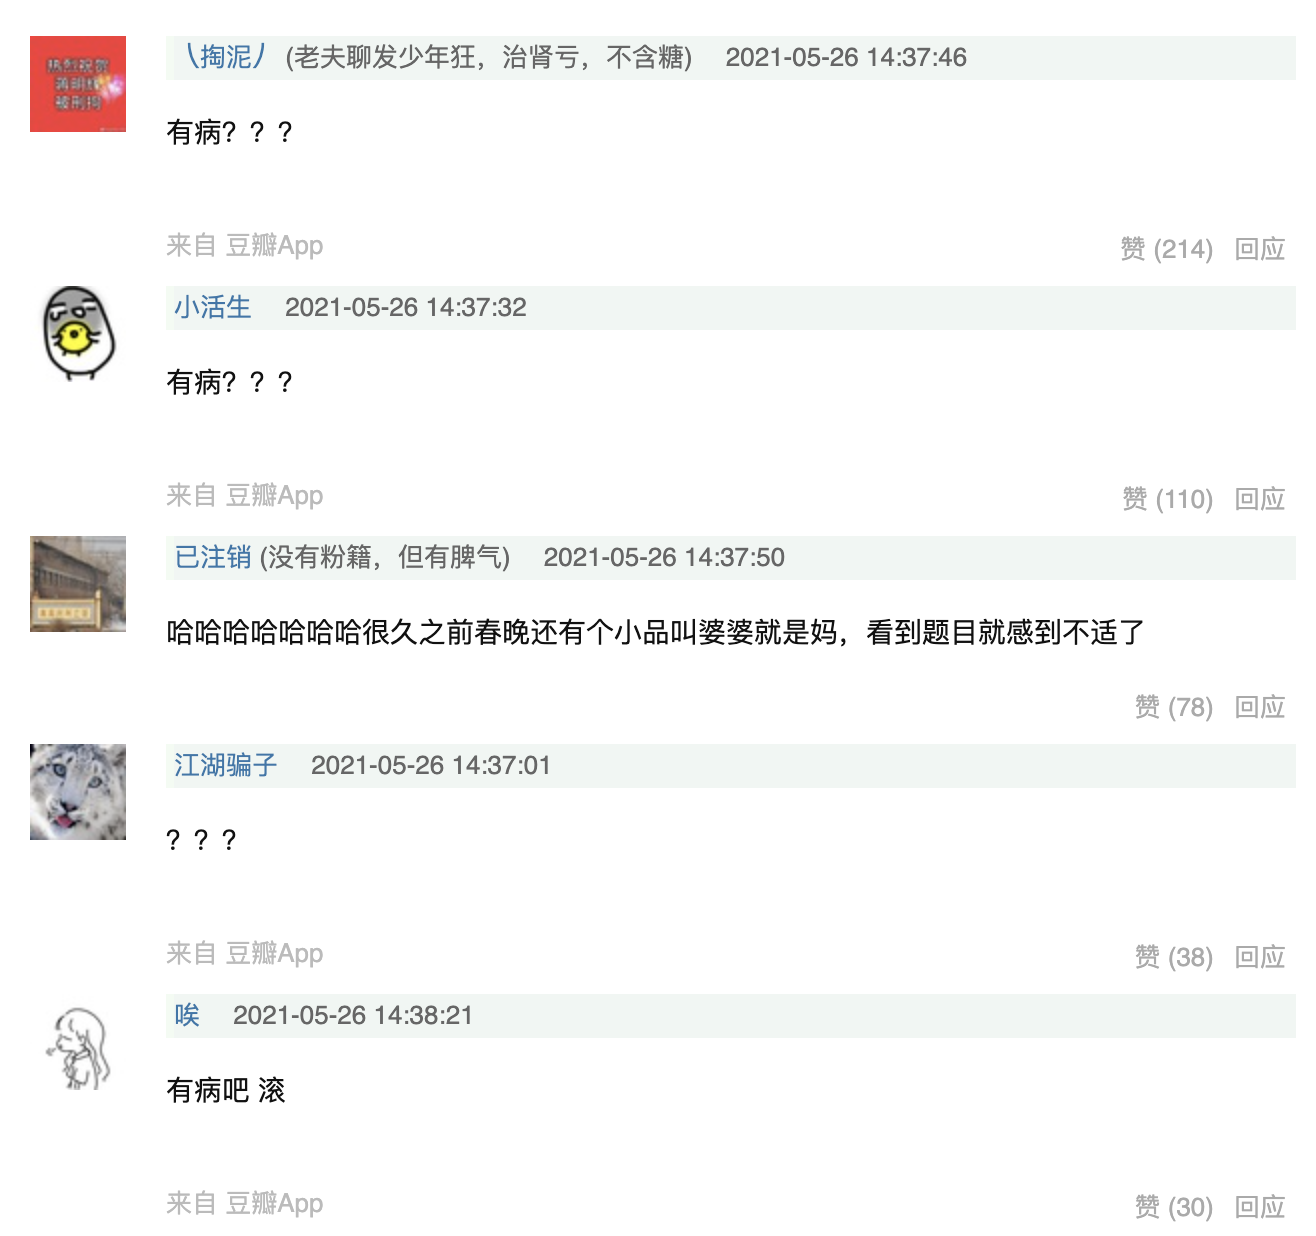 热烈祝贺
被刑拘
╲掏泥╱ (老夫聊发少年狂，治肾亏，不含糖) 2021-05-26 14:37:46
有病？？？
来自 豆瓣App 赞 (214) 回应
小活生 2021-05-26 14:37:32
有病？？？
来自 豆瓣App 赞 (110) 回应
已注销 (没有粉籍，但有脾气) 2021-05-26 14:37:50
哈哈哈哈哈哈哈很久之前春晚还有个小品叫婆婆就是妈，看到题目就感到不适了
赞 (78) 回应
江湖骗子 2021-05-26 14:37:01
？？？
来自 豆瓣App 赞 (38) 回应
唉 2021-05-26 14:38:21
有病吧 滚
来自 豆瓣App 赞 (30) 回应